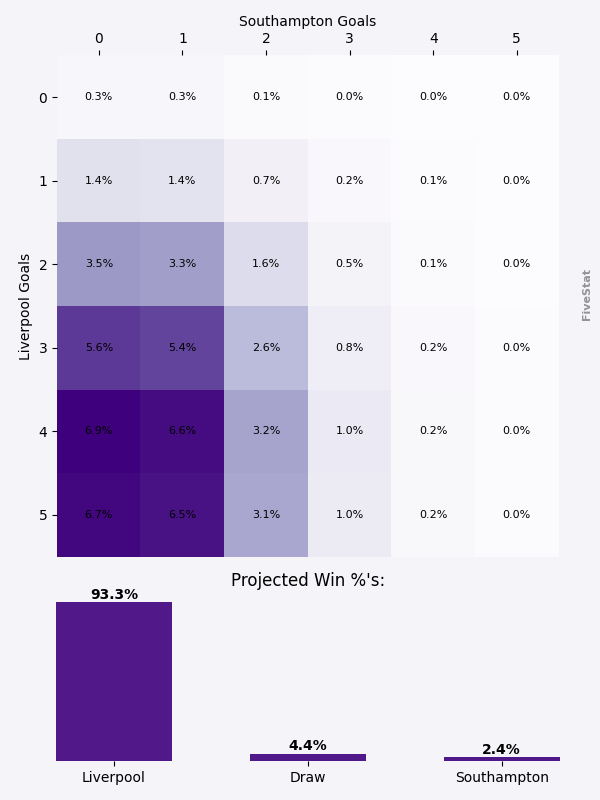 Southampton Goals
0 1 2 3 4 5
0 0.3% 0.3% 0.1% 0.0% 0.0% 0.0%
1 1.4% 1.4% 0.7% 0.2% 0.1% 0.0%
2 3.5% 3.3% 1.6% 0.5% 0.1% 0.0%
3 5.6% 5.4% 2.6% 0.8% 0.2% 0.0%
4 6.9% 6.6% 3.2% 1.0% 0.2% 0.0%
5 6.7% 6.5% 3.1% 1.0% 0.2% 0.0%
Liverpool Goals
FiveStat
Projected Win %'s:
93.3%
4.4%
2.4%
Liverpool Draw Southampton